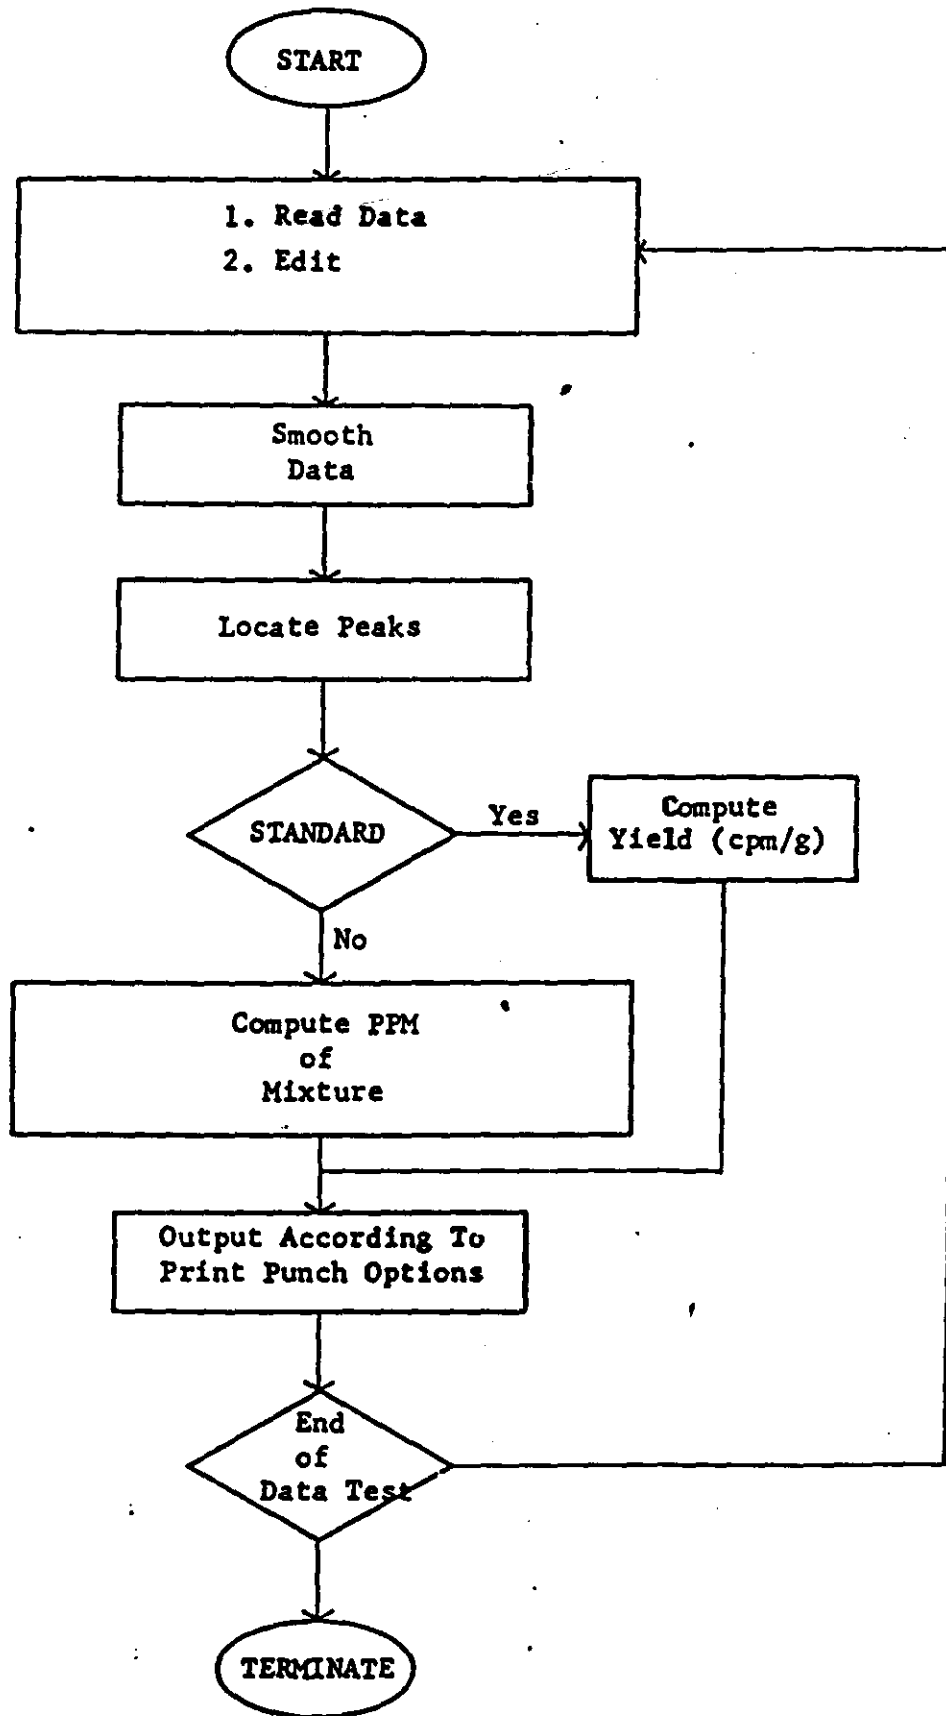 START
1. Read Data
2. Edit
Smooth
Data
Locate Peaks
STANDARD
Yes
Compute
Yield (cpm/g)
No
Compute PPM
of
Mixture
Output According To
Print Punch Options
End
of
Data Test
TERMINATE